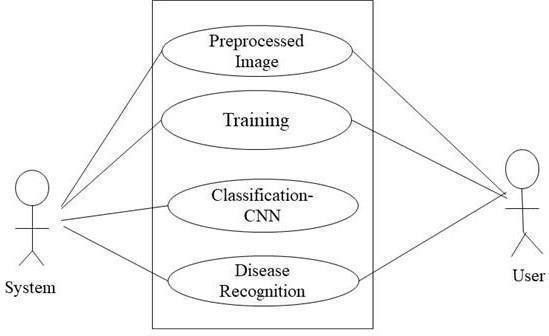 Preprocessed
Image
Training
Classification-
CNN
Disease
Recognition
System
User